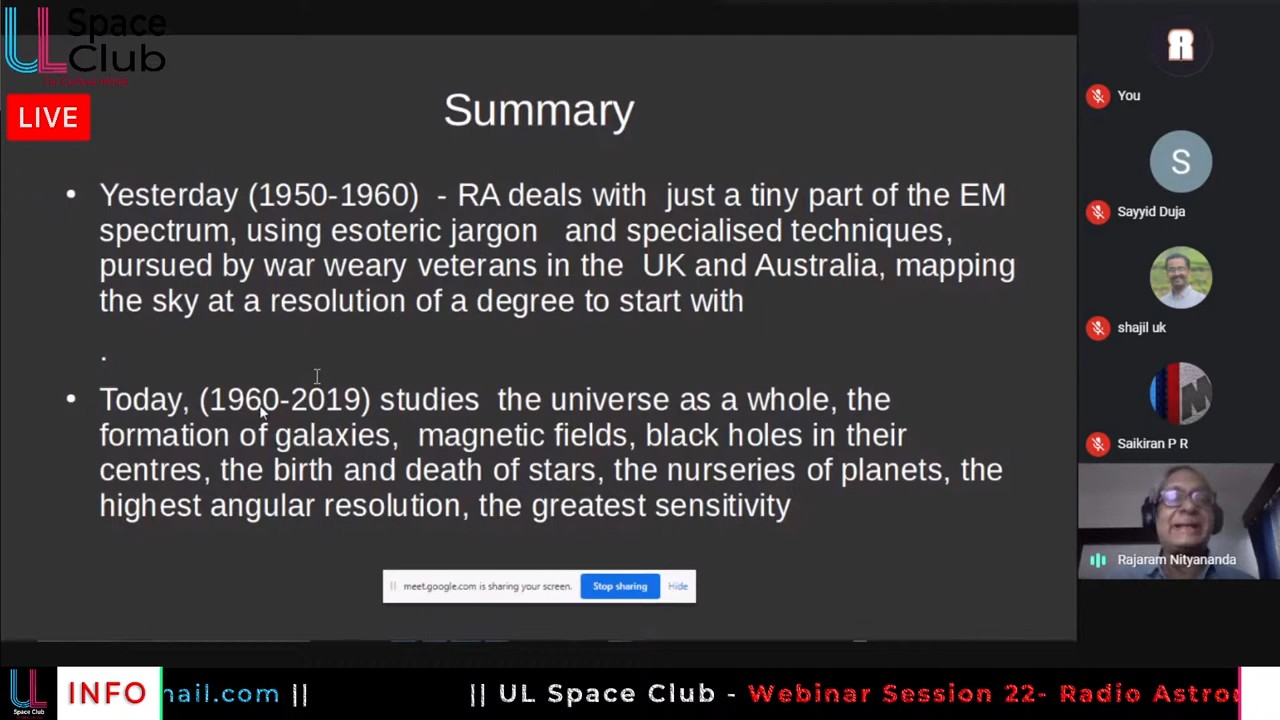 UL Space
Club
LIVE
Summary
• Yesterday (1950-1960) - RA deals with just a tiny part of the EM
spectrum, using esoteric jargon and specialised techniques,
pursued by war weary veterans in the UK and Australia, mapping
the sky at a resolution of a degree to start with
.
• Today, (1960-2019) studies the universe as a whole, the
formation of galaxies, magnetic fields, black holes in their
centres, the birth and death of stars, the nurseries of planets, the
highest angular resolution, the greatest sensitivity
meet.google.com is sharing your screen. Stop sharing Hide
You
S
Sayyid Duja
shajil uk
M
Saikiran P R
Rajaram Nityananda
UL
Space Club
INFO
mail.com || || UL Space Club - Webinar Session 22- Radio Astro